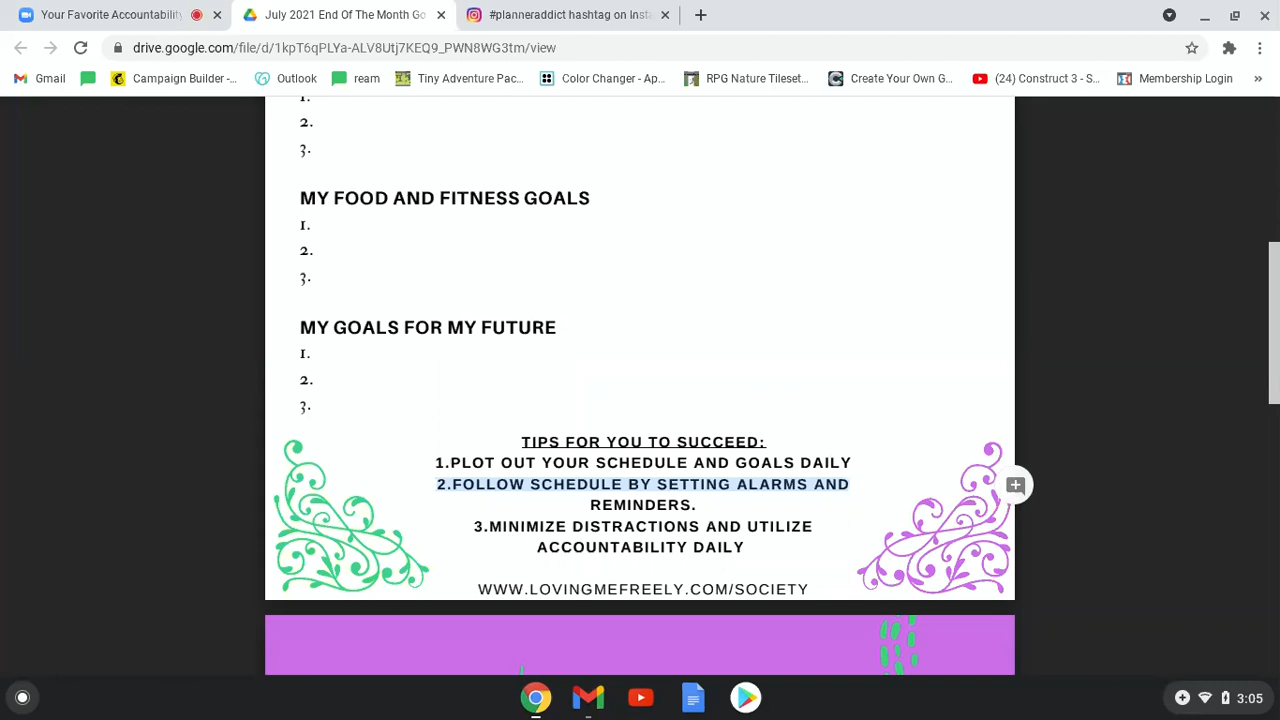 Your Favorite Accountability
July 2021 End Of The Month Go
#planneraddict hashtag on Insta
drive.google.com/file/d/1kpT6qPLYa-ALV8Utj7KEQ9_PWN8WG3tm/view
Gmail
Campaign Builder -...
Outlook
ream
Tiny Adventure Pac...
Color Changer - Ap...
RPG Nature Tileset...
Create Your Own G...
(24) Construct 3 - S...
Membership Login
»
1.
2.
3.
MY FOOD AND FITNESS GOALS
1.
2.
3.
MY GOALS FOR MY FUTURE
1.
2.
3.
TIPS FOR YOU TO SUCCEED:
1.PLOT OUT YOUR SCHEDULE AND GOALS DAILY
2.FOLLOW SCHEDULE BY SETTING ALARMS AND
REMINDERS.
3.MINIMIZE DISTRACTIONS AND UTILIZE
ACCOUNTABILITY DAILY
WWW.LOVINGMEFREELY.COM/SOCIETY
3:05